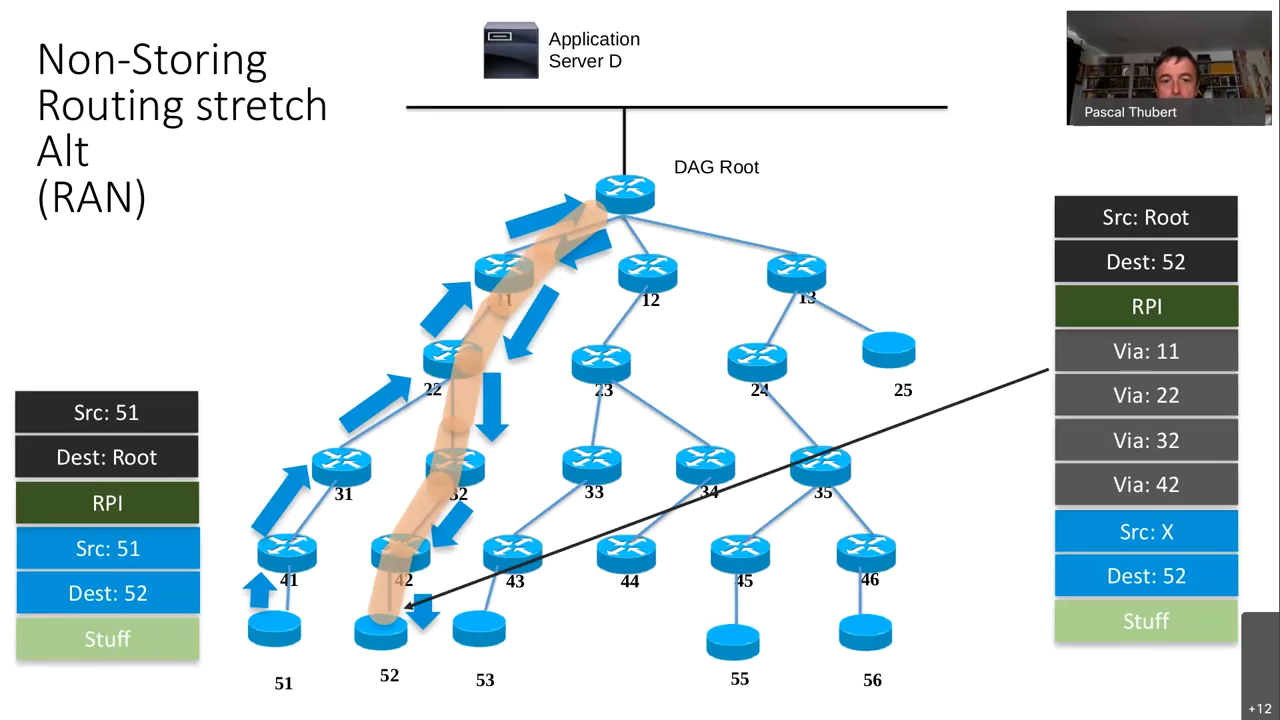 Non-Storing
Routing stretch
Alt
(RAN)
Application
Server D
Pascal Thubert
DAG Root
11
12
13
22
23
24
25
31
32
33
34
35
41
42
43
44
45
46
51
52
53
55
56
Src: 51
Dest: Root
RPI
Src: 51
Dest: 52
Stuff
Src: Root
Dest: 52
RPI
Via: 11
Via: 22
Via: 32
Via: 42
Src: X
Dest: 52
Stuff
+12